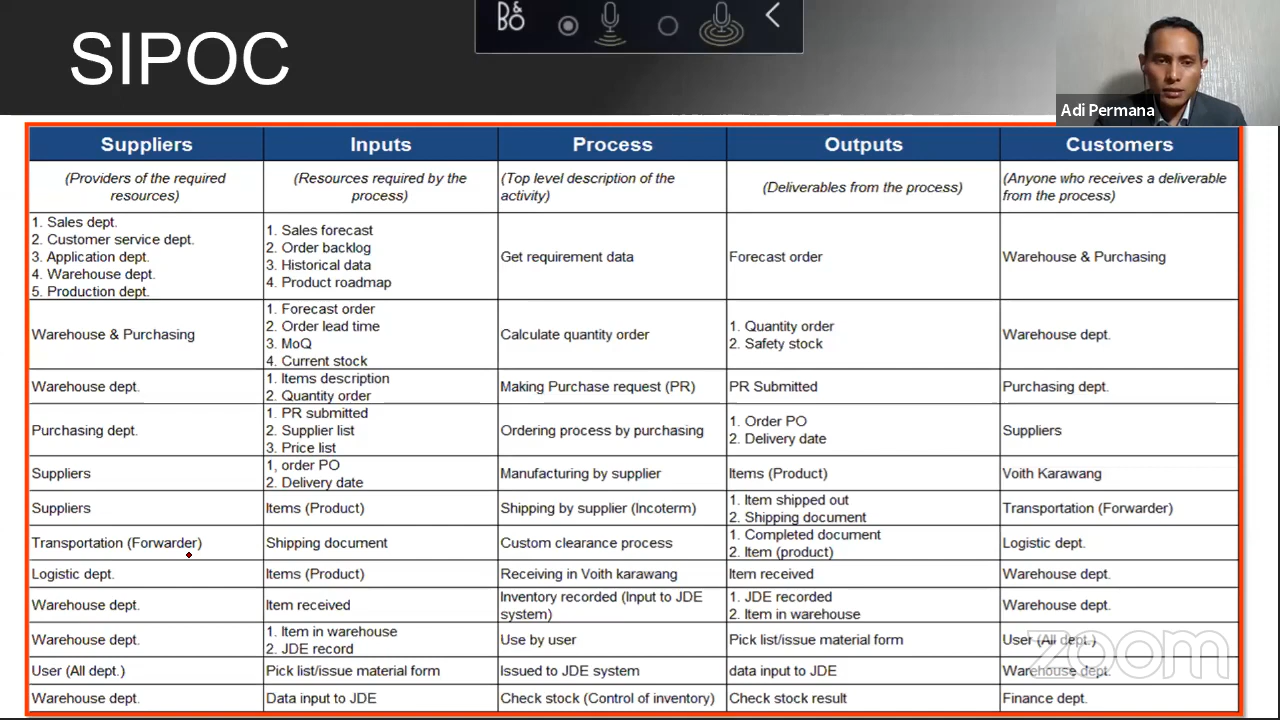 SIPOC
B&O
Adi Permana
Suppliers
Inputs
Process
Outputs
Customers
(Providers of the required
resources)
(Resources required by the
process)
(Top level description of the
activity)
(Deliverables from the process)
(Anyone who receives a deliverable
from the process)
1. Sales dept.
2. Customer service dept.
3. Application dept.
4. Warehouse dept.
5. Production dept.
1. Sales forecast
2. Order backlog
3. Historical data
4. Product roadmap
Get requirement data
Forecast order
Warehouse & Purchasing
Warehouse & Purchasing
1. Forecast order
2. Order lead time
3. MoQ
4. Current stock
Calculate quantity order
1. Quantity order
2. Safety stock
Warehouse dept.
Warehouse dept.
1. Items description
2. Quantity order
Making Purchase request (PR)
PR Submitted
Purchasing dept.
Purchasing dept.
1. PR submitted
2. Supplier list
3. Price list
Ordering process by purchasing
1. Order PO
2. Delivery date
Suppliers
Suppliers
1, order PO
2. Delivery date
Manufacturing by supplier
Items (Product)
Voith Karawang
Suppliers
Items (Product)
Shipping by supplier (Incoterm)
1. Item shipped out
2. Shipping document
Transportation (Forwarder)
Transportation (Forwarder)
Shipping document
Custom clearance process
1. Completed document
2. Item (product)
Logistic dept.
Logistic dept.
Items (Product)
Receiving in Voith karawang
Item received
Warehouse dept.
Warehouse dept.
Item received
Inventory recorded (Input to JDE
system)
1. JDE recorded
2. Item in warehouse
Warehouse dept.
Warehouse dept.
1. Item in warehouse
2. JDE record
Use by user
Pick list/issue material form
User (All dept.)
User (All dept.)
Pick list/issue material form
Issued to JDE system
data input to JDE
Warehouse dept.
Warehouse dept.
Data input to JDE
Check stock (Control of inventory)
Check stock result
Finance dept.
zoom